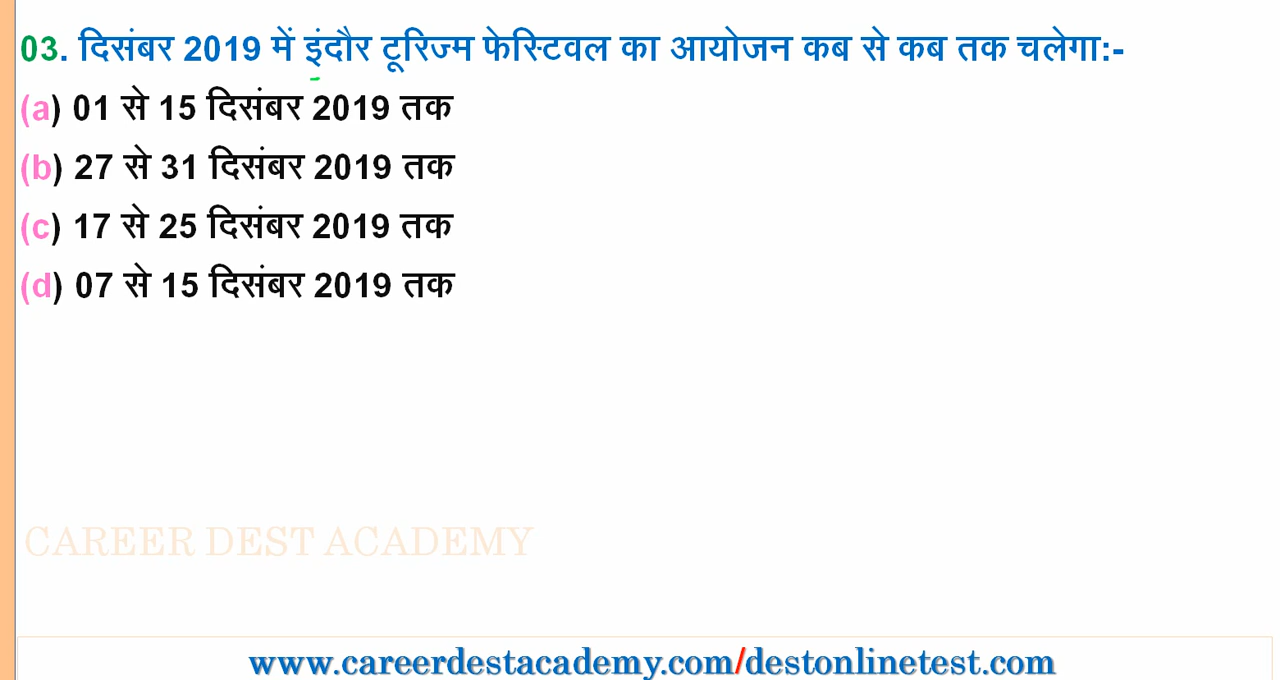 03. दिसंबर 2019 में इंदौर टूरिज्म फेस्टिवल का आयोजन कब से कब तक चलेगा:-
(a) 01 से 15 दिसंबर 2019 तक
(b) 27 से 31 दिसंबर 2019 तक
(c) 17 से 25 दिसंबर 2019 तक
(d) 07 से 15 दिसंबर 2019 तक
CAREER DEST ACADEMY
www.careerdestacademy.com/destonlinetest.com